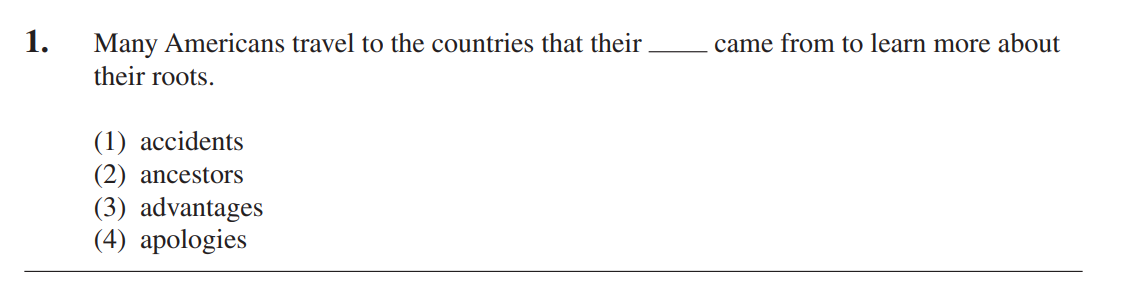 1. Many Americans travel to the countries that their ____ came from to learn more about
their roots.
(1) accidents
(2) ancestors
(3) advantages
(4) apologies